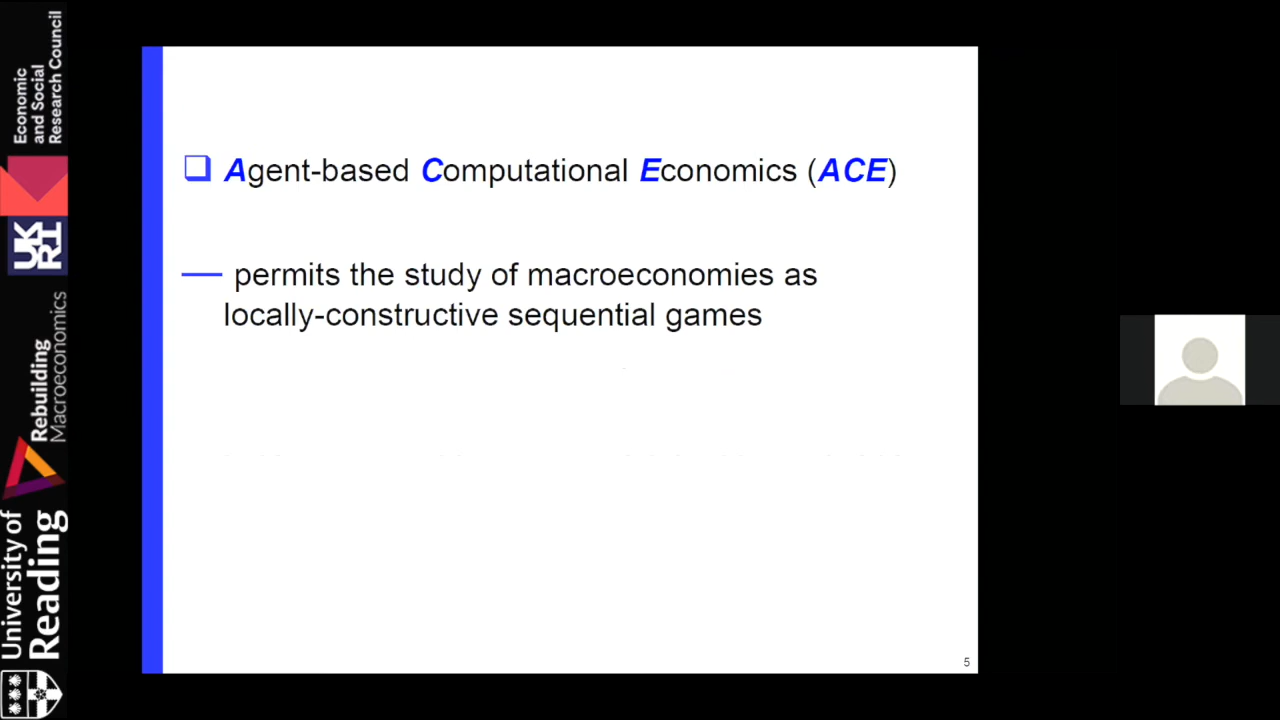 Economic
and Social
Research Council
UK
RI
Rebuilding
Macroeconomics
University of
Reading
Agent-based Computational Economics (ACE)
— permits the study of macroeconomies as
locally-constructive sequential games
5